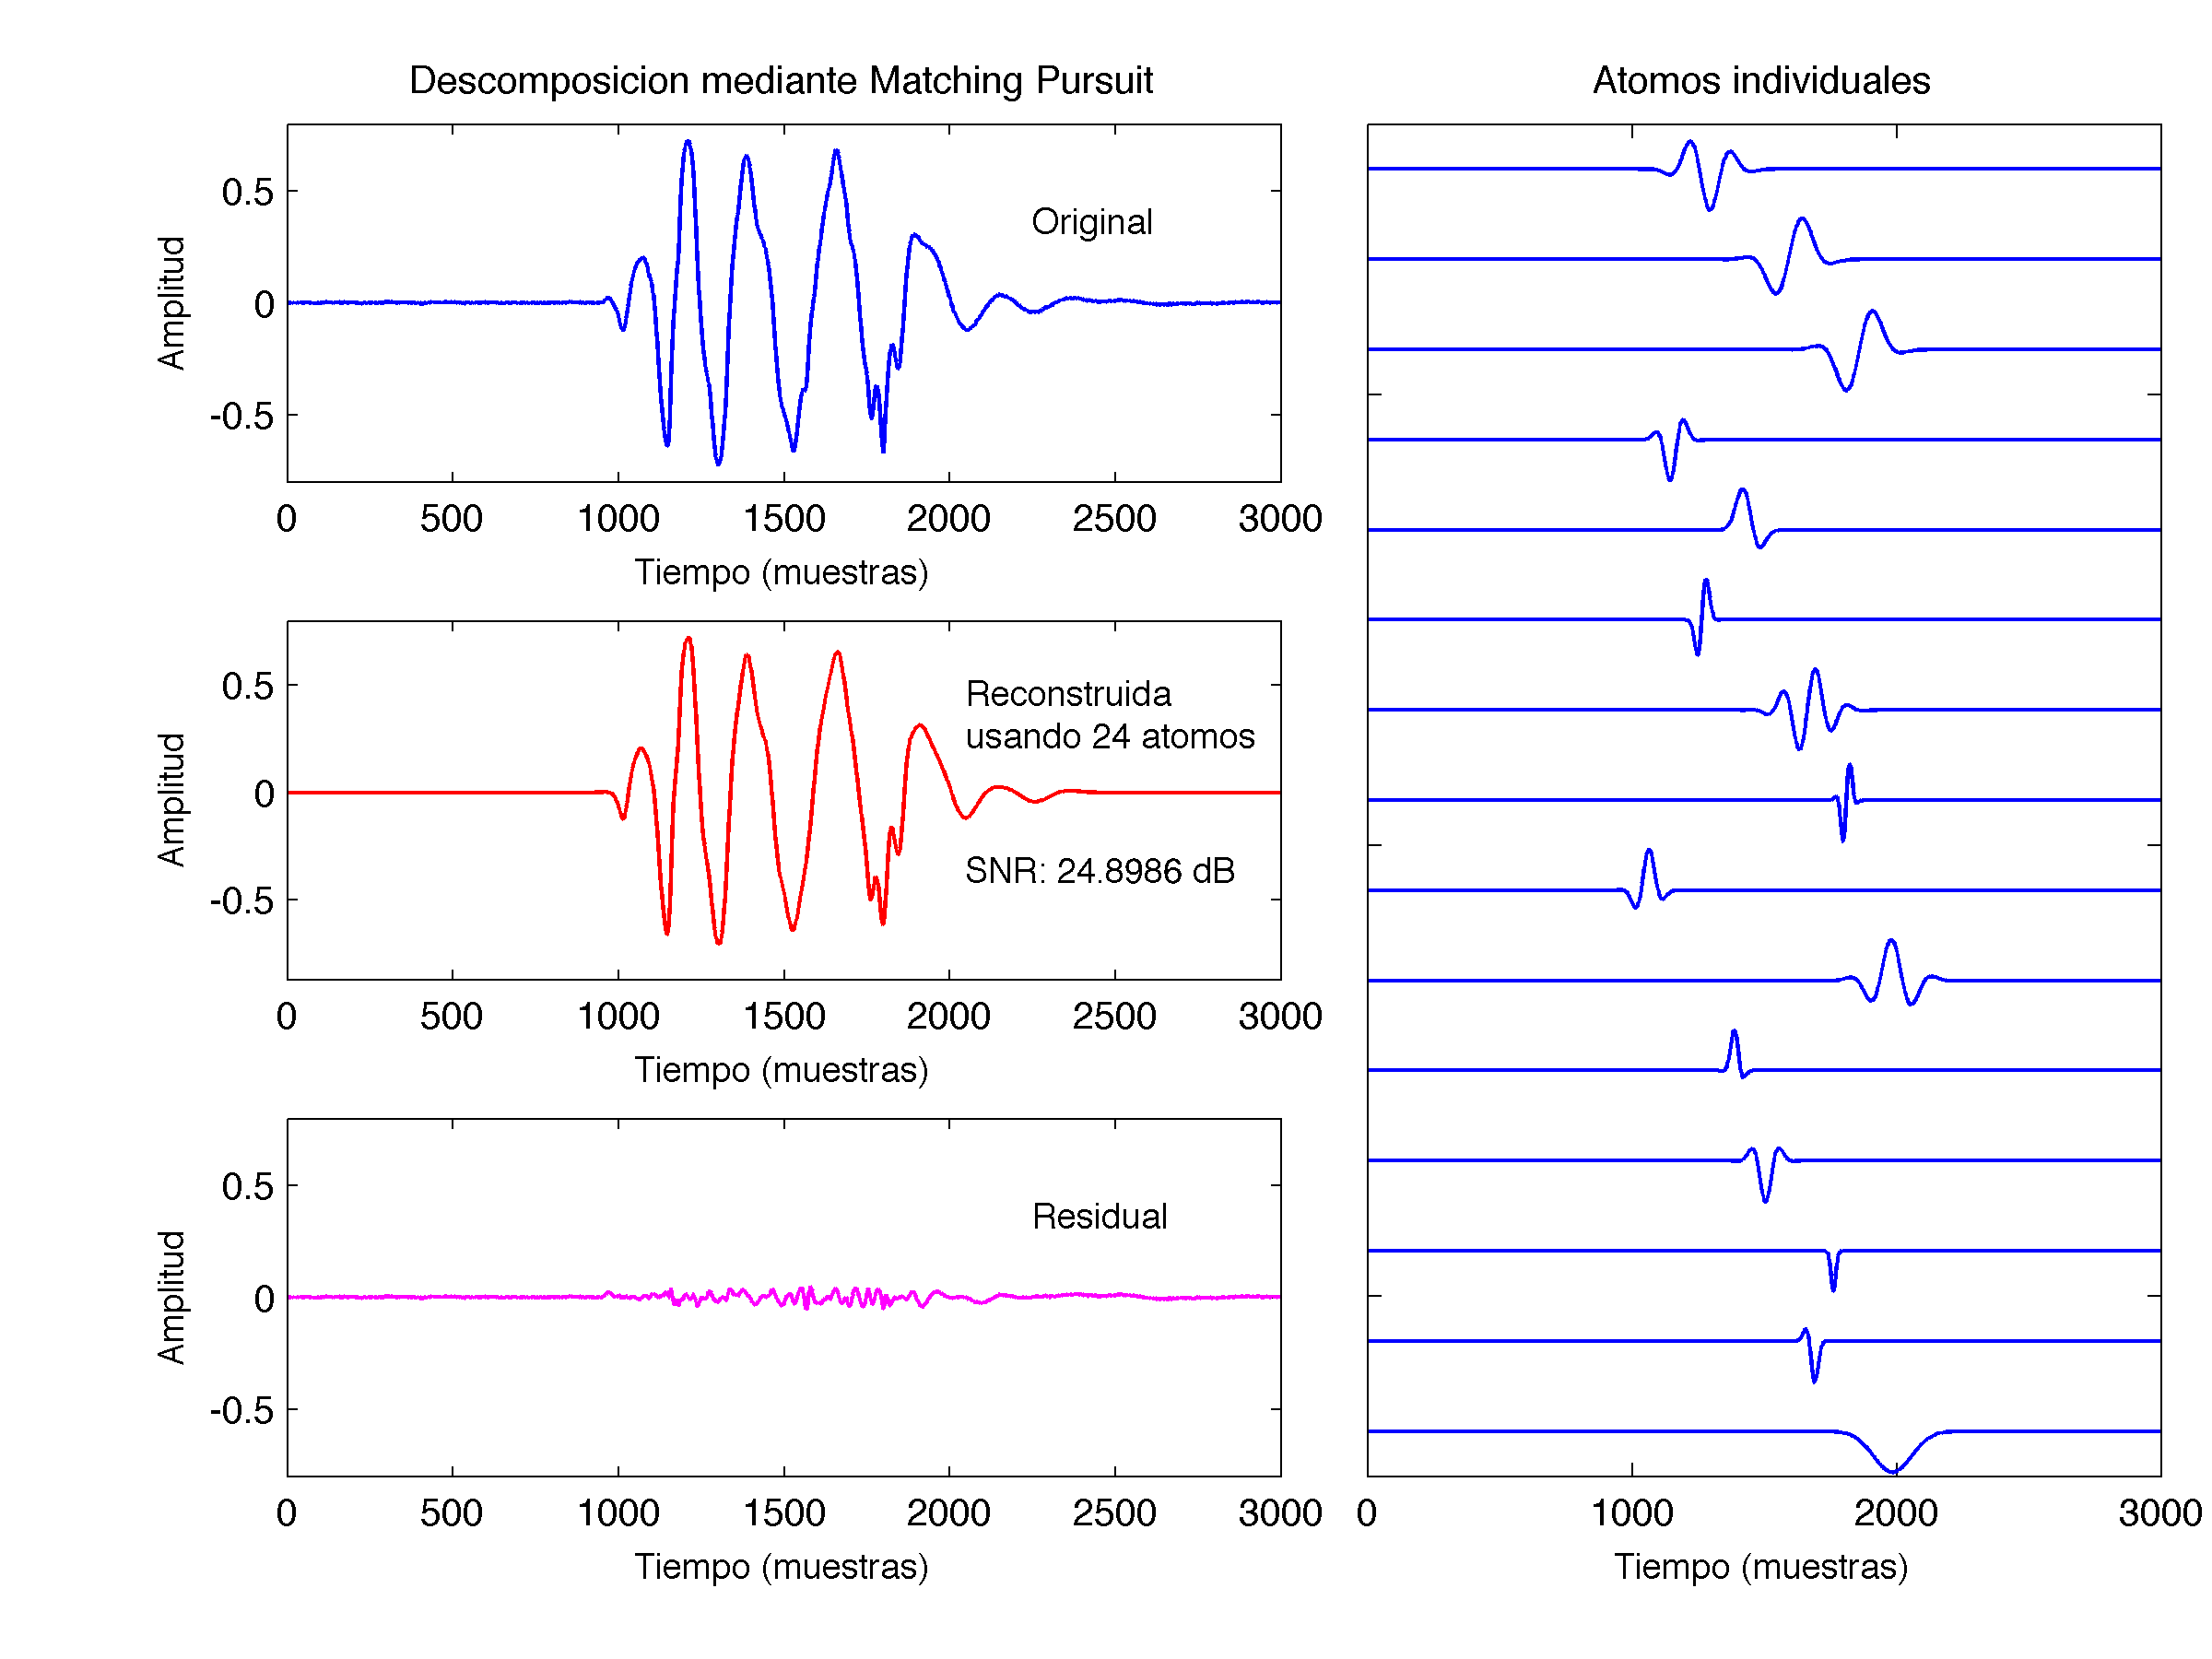 Descomposicion mediante Matching Pursuit
Amplitud
0.5
0
-0.5
Original
0 500 1000 1500 2000 2500 3000
Tiempo (muestras)
Amplitud
0.5
0
-0.5
Reconstruida
usando 24 atomos
SNR: 24.8986 dB
0 500 1000 1500 2000 2500 3000
Tiempo (muestras)
Amplitud
0.5
0
-0.5
Residual
0 500 1000 1500 2000 2500 3000
Tiempo (muestras)
Atomos individuales
0 1000 2000 3000
Tiempo (muestras)